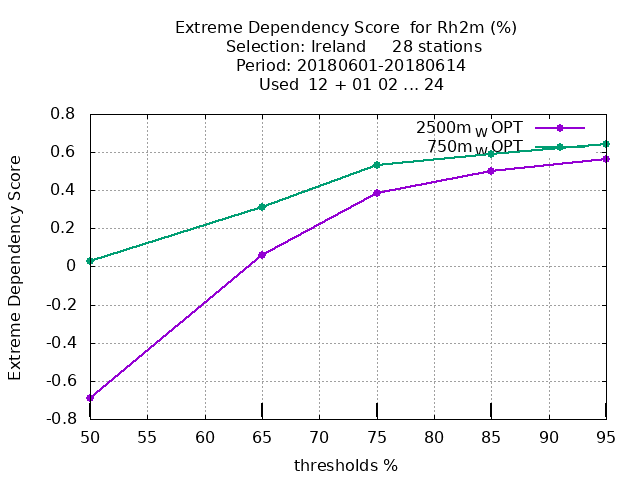 Extreme Dependency Score for Rh2m (%)
Selection: Ireland 28 stations
Period: 20180601-20180614
Used 12 + 01 02 ... 24
2500m W OPT
750m W OPT
Extreme Dependency Score
0.8
0.6
0.4
0.2
0
-0.2
-0.4
-0.6
-0.8
50 55 60 65 70 75 80 85 90 95
thresholds %